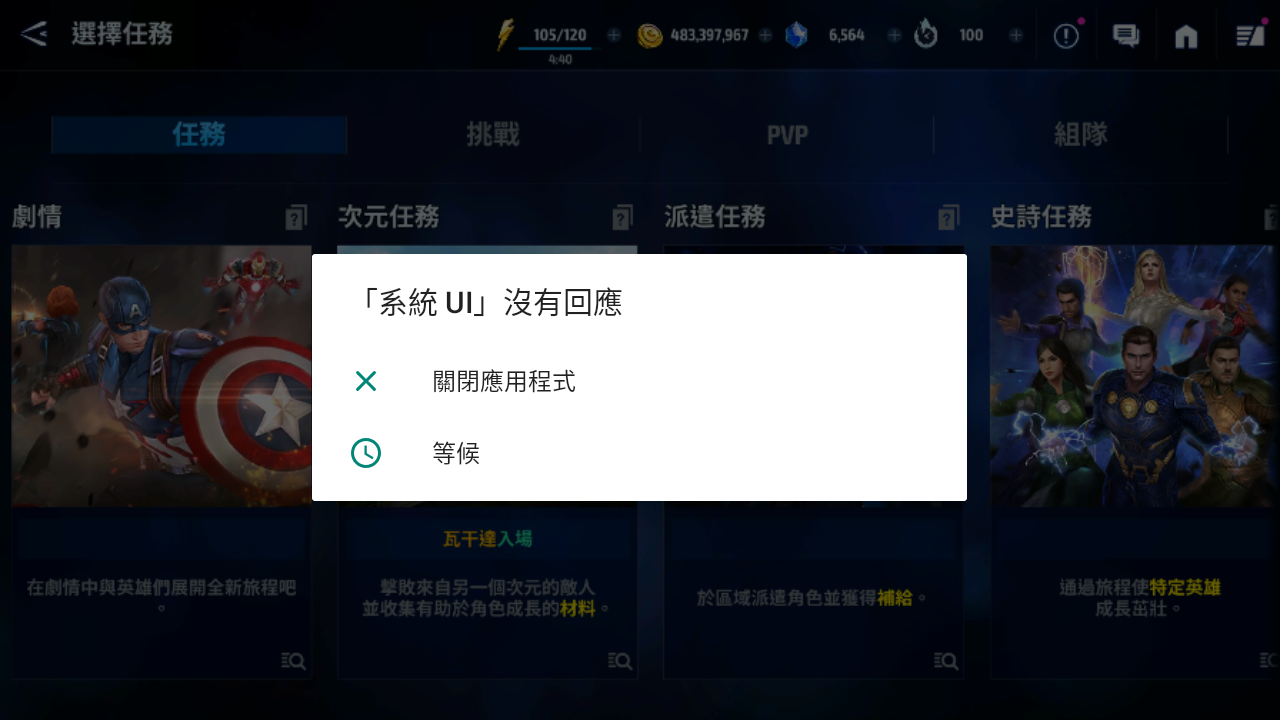 選擇任務
105/120
4:40
483,397,967
6,564
100
任務
挑戰
PVP
組隊
劇情
次元任務
派遣任務
史詩任務
「系統 UI」沒有回應
關閉應用程式
等候
在劇情中與英雄們展開全新旅程吧
。
瓦干達入場
擊敗來自另一個次元的敵人
並收集有助於角色成長的材料。
於區域派遣角色並獲得補給。
通過旅程使特定英雄
成長茁壯。